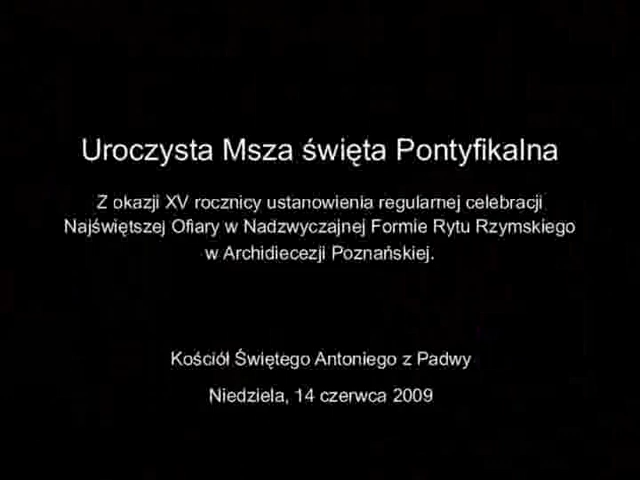 Uroczysta Msza święta Pontyfikalna
Z okazji XV rocznicy ustanowienia regularnej celebracji
Najświętszej Ofiary w Nadzwyczajnej Formie Rytu Rzymskiego
w Archidiecezji Poznańskiej.
Kościół Świętego Antoniego z Padwy
Niedziela, 14 czerwca 2009